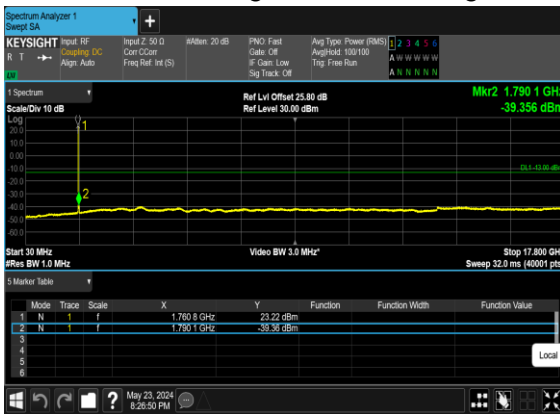 Spectrum Analyzer 1
Swept SA
KEYSIGHT Input: RF Input Z: 50 Ω #Atten: 20 dB PNO: Fast Avg Type: Power (RMS) 1 2 3 4 5 6
R T Coupling: DC Corr CCorr Gate: Off Avg|Hold: 100/100 A W W W W W
Align: Auto Freq Ref: Int (S) IF Gain: Low Trig: Free Run
LV Sig Track: Off A N N N N N
1 Spectrum Ref Lvl Offset 25.80 dB Mkr2 1.790 1 GHz
Scale/Div 10 dB Ref Level 30.00 dBm -39.356 dBm
Log
20.0 1
10.0
0.00
-10.0 DL1 -13.00 dBm
-20.0
-30.0 2
-40.0
-50.0
-60.0
Start 30 MHz Video BW 3.0 MHz* Stop 17.800 GHz
#Res BW 1.0 MHz Sweep 32.0 ms (40001 pts)
5 Marker Table
Mode Trace Scale X Y Function Function Width Function Value
1 N 1 f 1.760 8 GHz 23.22 dBm
2 N 1 f 1.790 1 GHz -39.36 dBm
3
4
5
6
Local
? May 23, 2024
8:26:50 PM